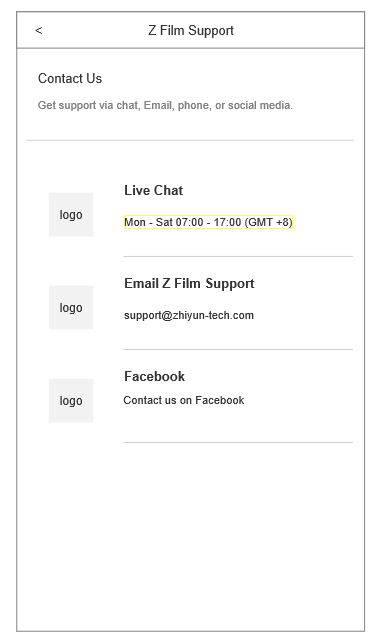 < Z Film Support
Contact Us
Get support via chat, Email, phone, or social media.
logo
Live Chat
Mon - Sat 07:00 - 17:00 (GMT +8)
logo
Email Z Film Support
support@zhiyun-tech.com
logo
Facebook
Contact us on Facebook